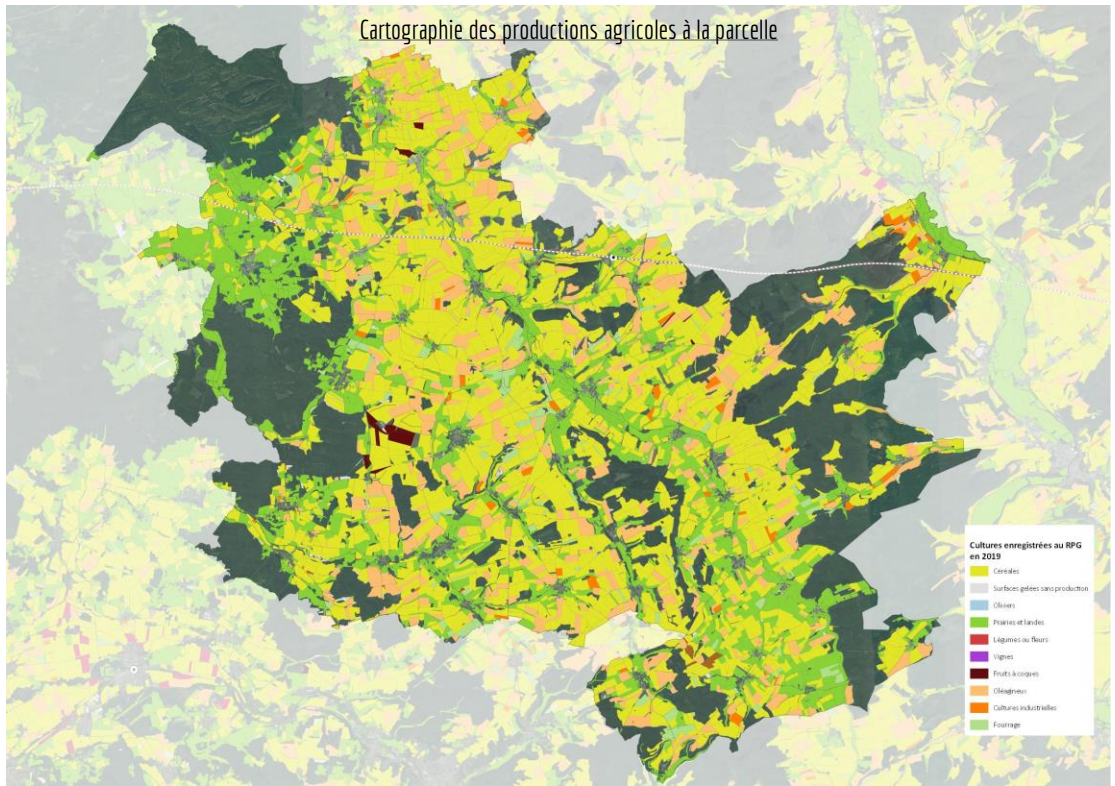 Cartographie des productions agricoles à la parcelle
Cultures enregistrées au RPG
en 2019
Céréales
Surfaces gelées sans production
Oliviers
Prairies et landes
Légumes ou fleurs
Vignes
Fruits à coques
Oléagineux
Cultures industrielles
Fourrage